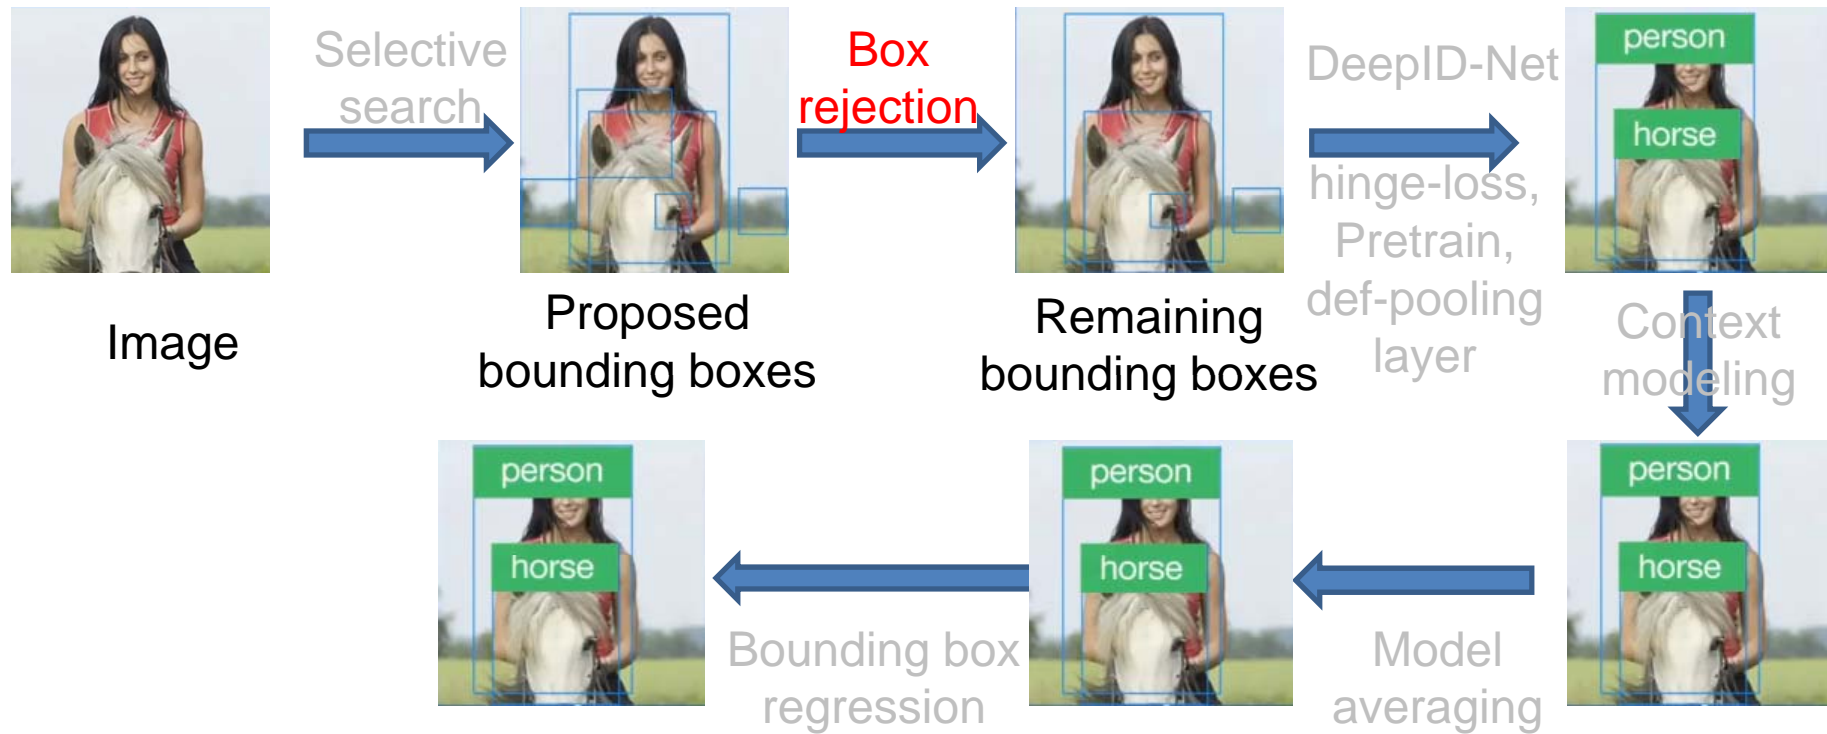 Selective
search
Box
rejection
DeepID-Net
hinge-loss,
Pretrain,
def-pooling
layer
person
horse
Image
Proposed
bounding boxes
Remaining
bounding boxes
Context
modeling
person
horse
Model
averaging
person
horse
Bounding box
regression
person
horse